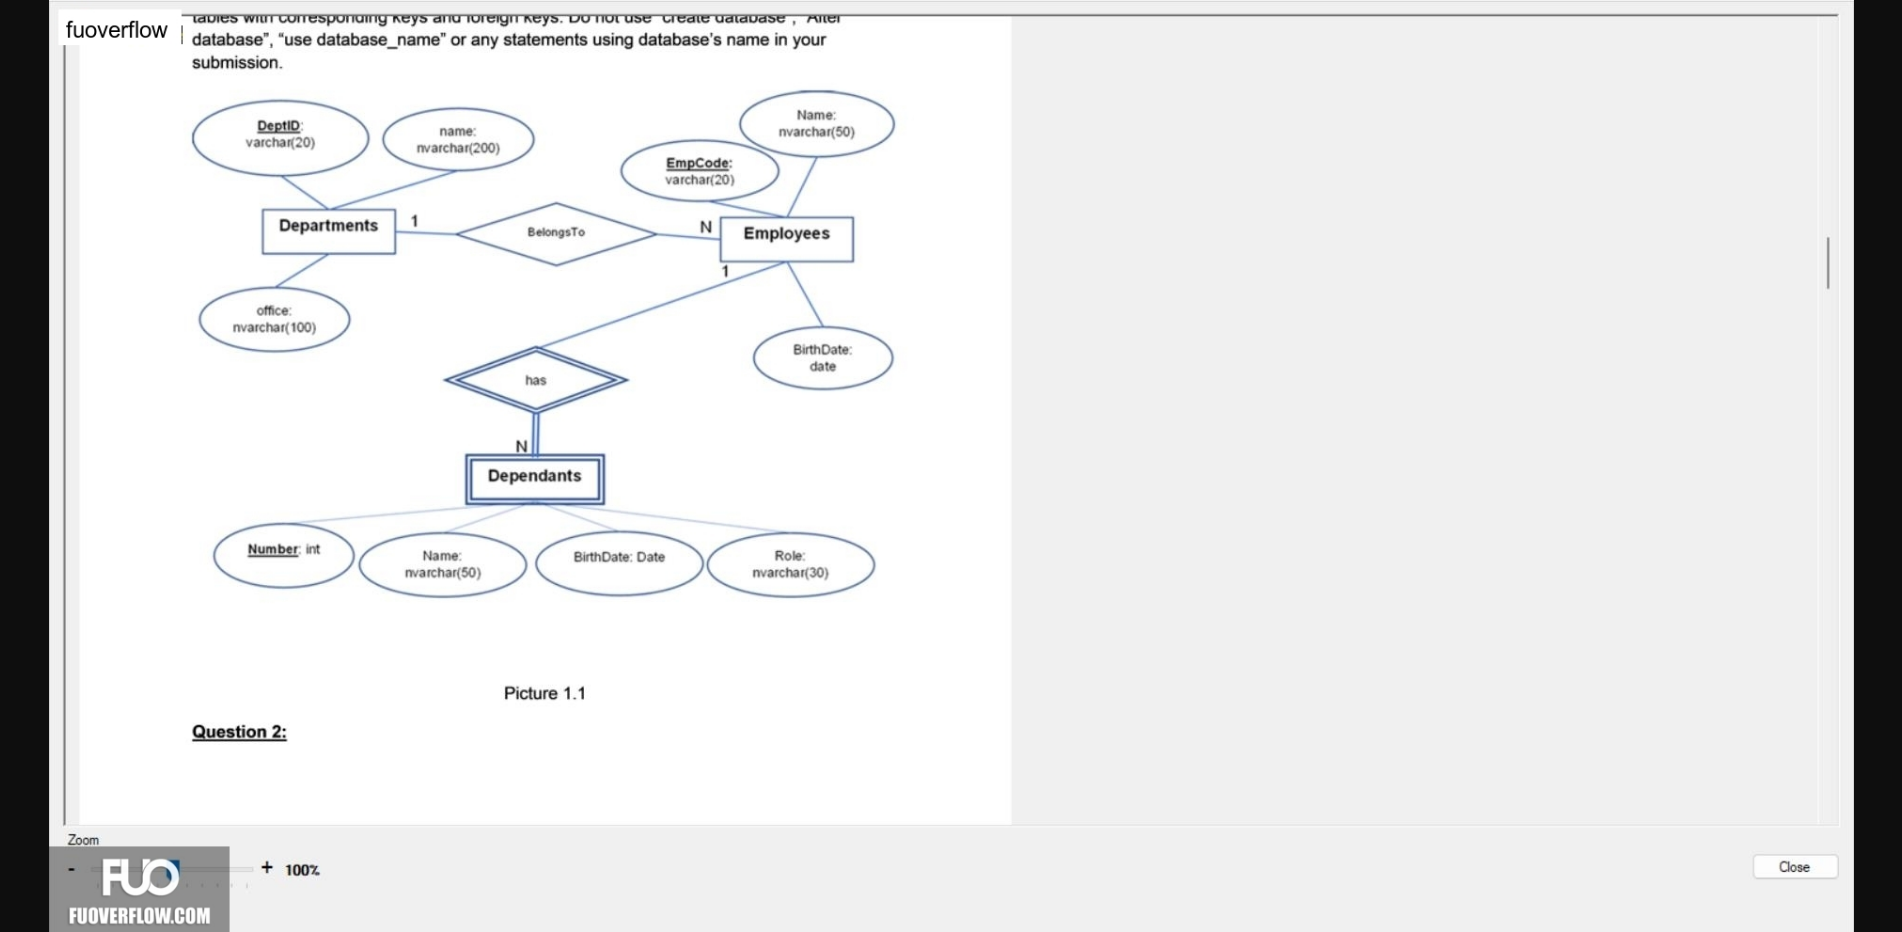 fuoverflow
tables with corresponding keys and foreign keys. Do not use "create database", "Alter
database”, “use database_name” or any statements using database’s name in your
submission.
Name:
nvarchar(50)
DeptID:
varchar(20)
name:
nvarchar(200)
EmpCode:
varchar(20)
Departments
1
BelongsTo
N
Employees
1
office:
nvarchar(100)
BirthDate:
date
has
N
Dependants
Number: int
Name:
nvarchar(50)
BirthDate: Date
Role:
nvarchar(30)
Picture 1.1
Question 2:
Zoom
- + 100%
Close
FUO
FUOVERFLOW.COM